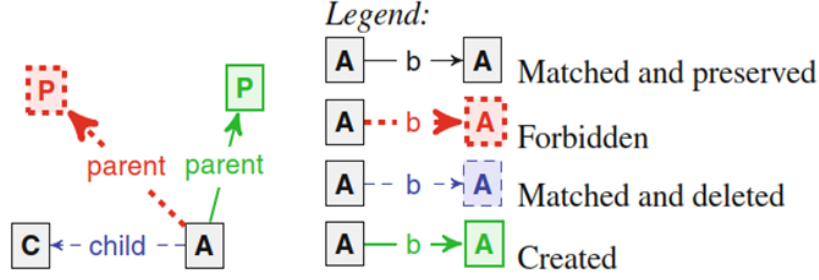 Legend:
P
P
parent parent
C child A
A b A Matched and preserved
A b A Forbidden
A b A Matched and deleted
A b A Created